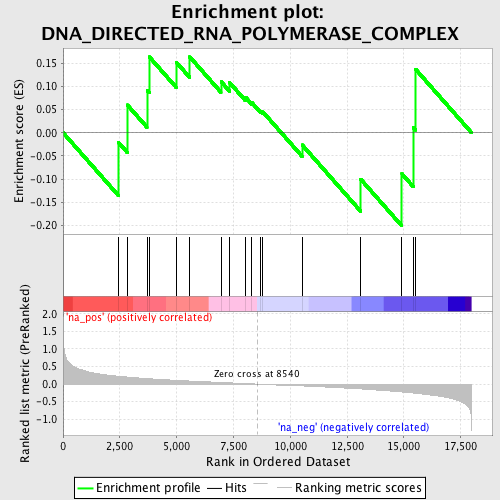 Enrichment plot:
DNA_DIRECTED_RNA_POLYMERASE_COMPLEX
Enrichment score (ES)
0.15
0.10
0.05
0.00
-0.05
-0.10
-0.15
-0.20
'na_pos' (positively correlated)
Ranked list metric (PreRanked)
2.0
1.5
1.0
0.5
0.0
-0.5
-1.0
Zero cross at 8540
'na_neg' (negatively correlated)
0 2,500 5,000 7,500 10,000 12,500 15,000 17,500
Rank in Ordered Dataset
Enrichment profile Hits Ranking metric scores